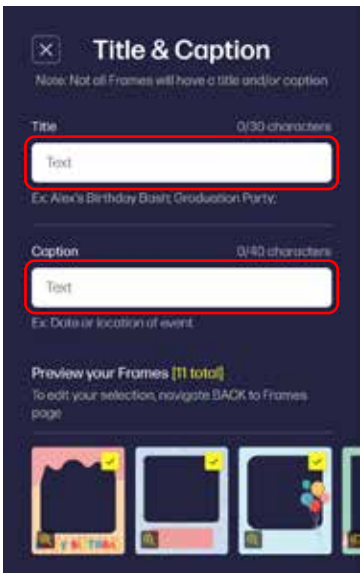 Title & Caption
Note: Not all Frames will have a title and/or caption
Title 0/30 characters
Text
Ex: Alex's Birthday Bash; Graduation Party;
Caption 0/40 characters
Text
Ex: Date or location of event
Preview your Frames [11 total]
To edit your selection, navigate BACK to Frames
page